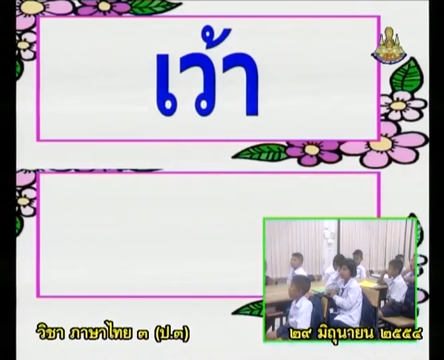 เว้า
วิชา ภาษาไทย ๓ (ป.๓)
๒๙ มิถุนายน ๒๕๕๔